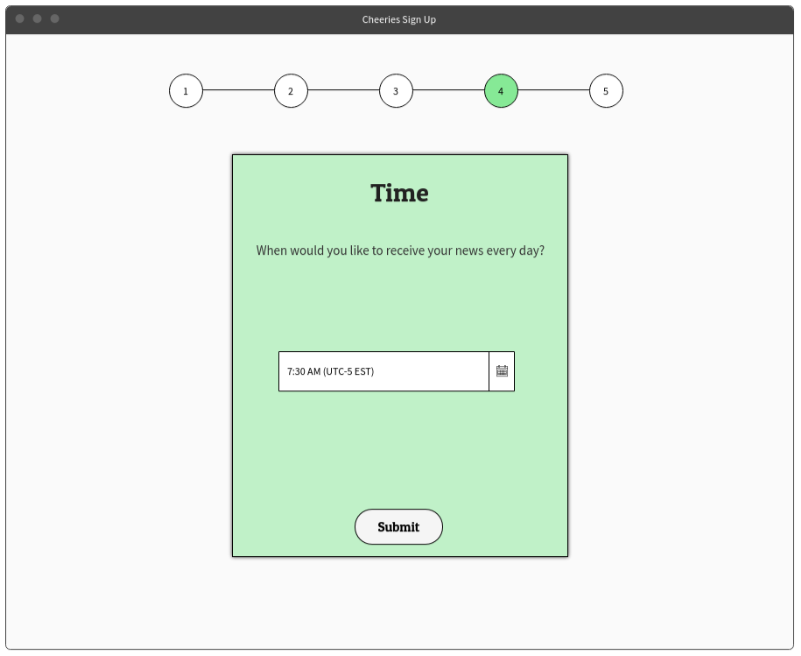 Cheeries Sign Up
1 2 3 4 5
Time
When would you like to receive your news every day?
7:30 AM (UTC-5 EST)
Submit